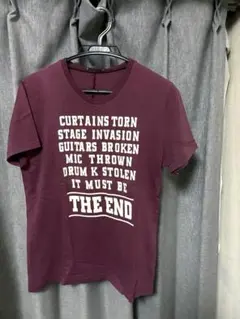 CURTAINS TORN
STAGE INVASION
GUITARS BROKEN
MIC THROWN
DRUM K STOLEN
IT MUST BE
THE END